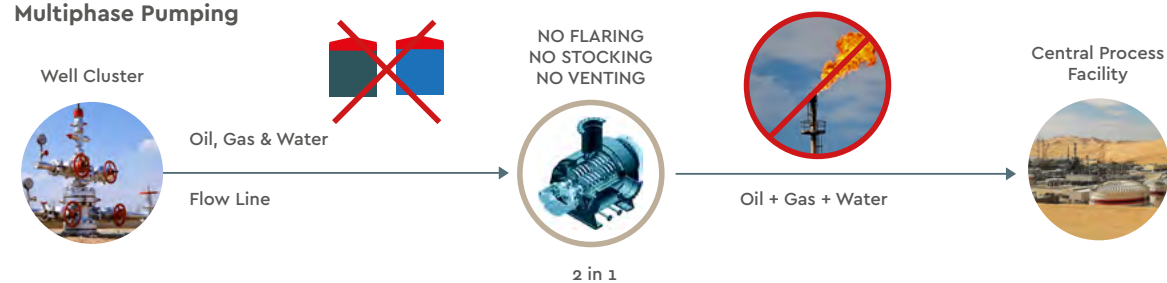 Multiphase Pumping
Well Cluster
Oil, Gas & Water
Flow Line
NO FLARING
NO STOCKING
NO VENTING
2 in 1
Oil + Gas + Water
Central Process
Facility